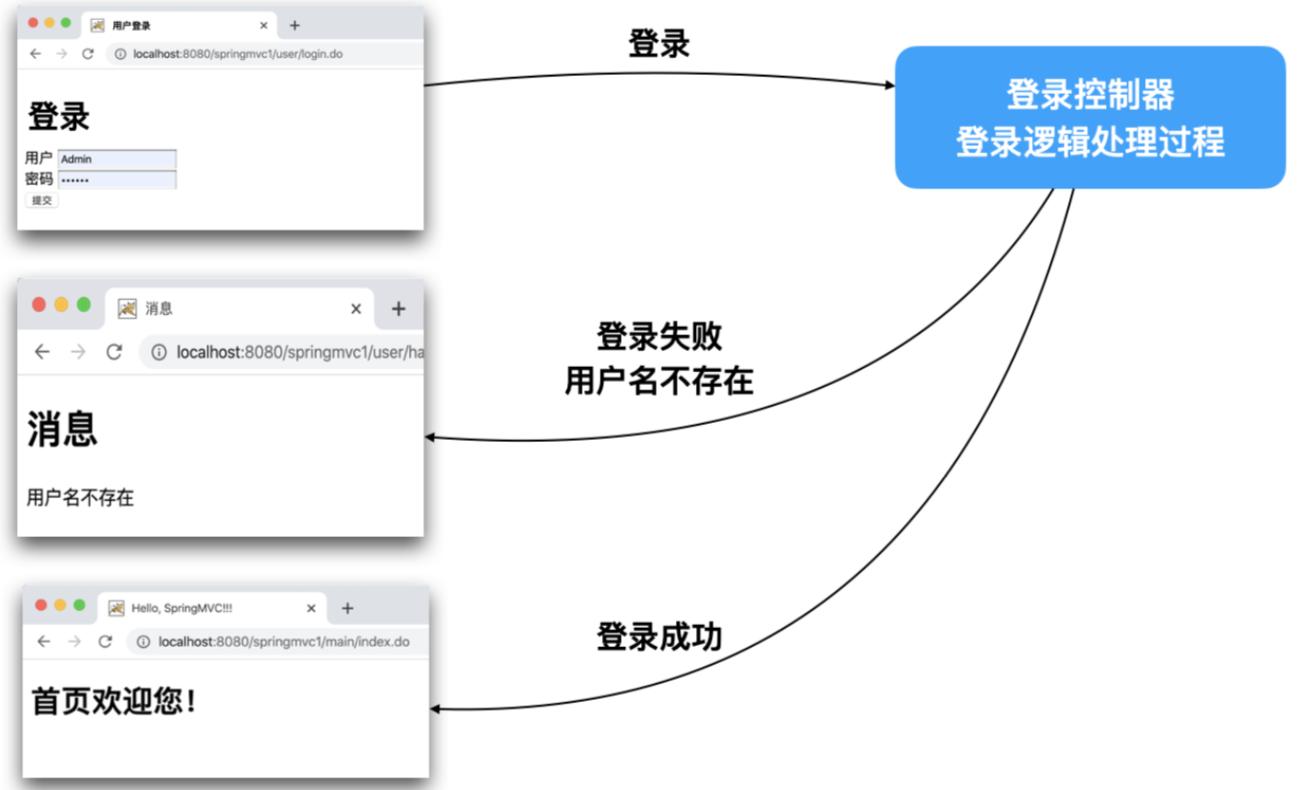 用户登录
localhost:8080/springmvc1/user/login.do
登录
用户 Admin
密码 ••••••
提交
登录
登录控制器
登录逻辑处理过程
消息
localhost:8080/springmvc1/user/ha
消息
用户名不存在
登录失败
用户名不存在
Hello, SpringMVC!!!
localhost:8080/springmvc1/main/index.do
首页欢迎您!
登录成功